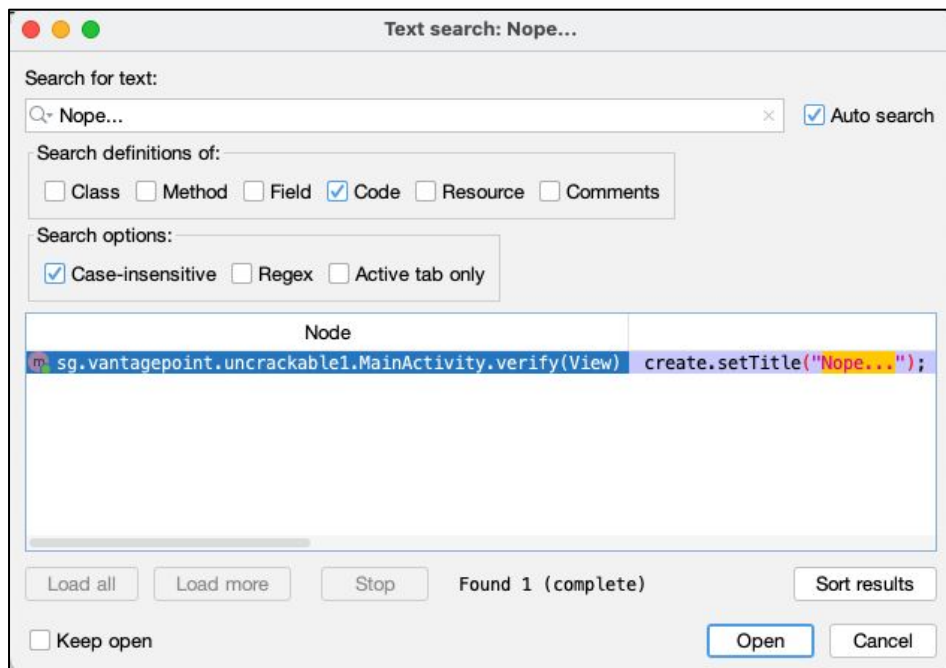 Text search: Nope...
Search for text:
Nope...
Auto search
Search definitions of:
Class Method Field Code Resource Comments
Search options:
Case-insensitive Regex Active tab only
Node
m sg.vantagepoint.uncrackable1.MainActivity.verify(View) create.setTitle("Nope...");
Load all Load more Stop Found 1 (complete) Sort results
Keep open Open Cancel